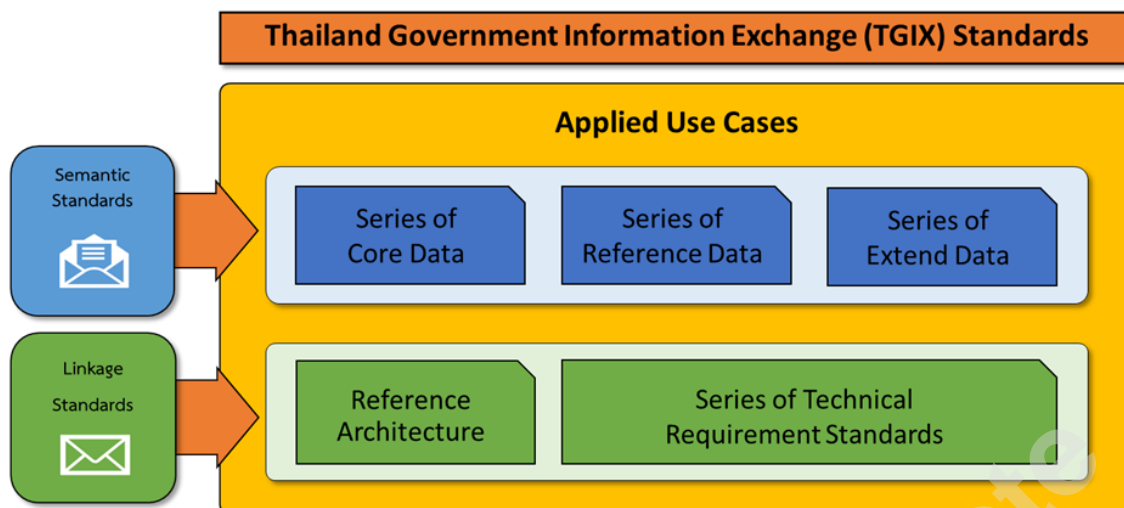 Thailand Government Information Exchange (TGIX) Standards
Applied Use Cases
Semantic
Standards
Series of
Core Data
Series of
Reference Data
Series of
Extend Data
Linkage
Standards
Reference
Architecture
Series of Technical
Requirement Standards